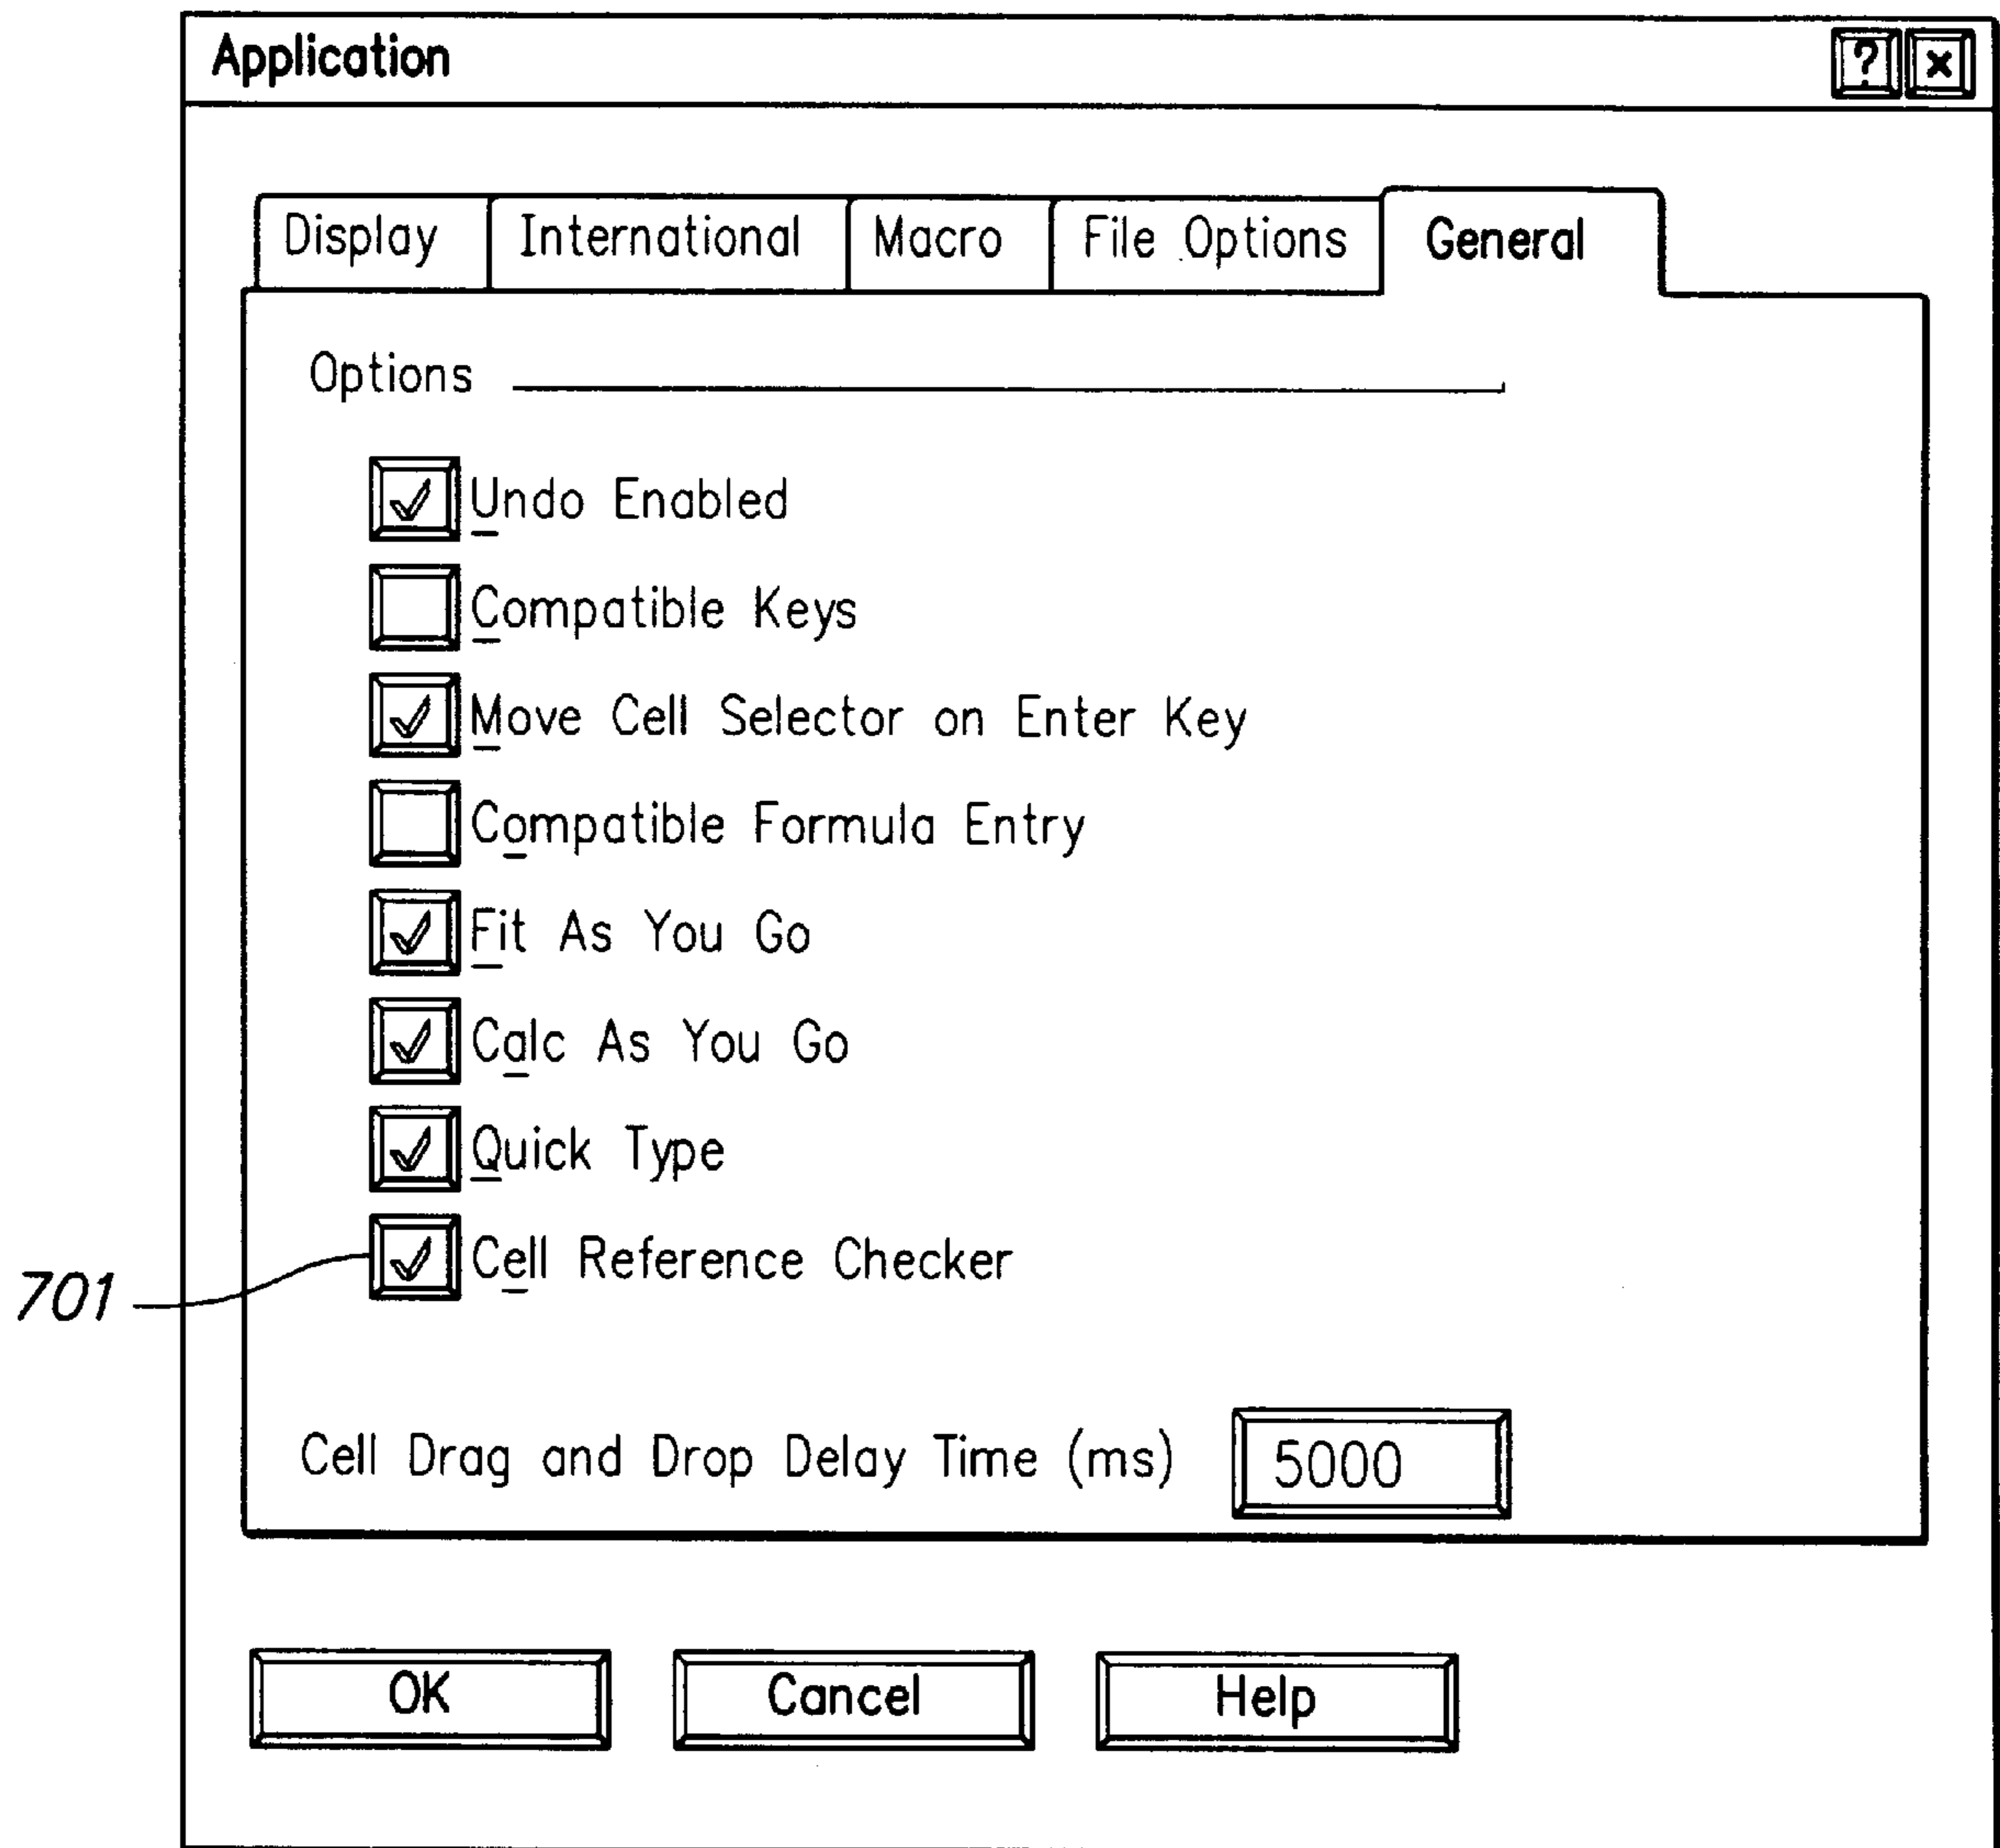 Application ? ×
Display International Macro File Options General
Options
Undo Enabled
Compatible Keys
Move Cell Selector on Enter Key
Compatible Formula Entry
Fit As You Go
Calc As You Go
Quick Type
Cell Reference Checker
701
Cell Drag and Drop Delay Time (ms) 5000
OK Cancel Help